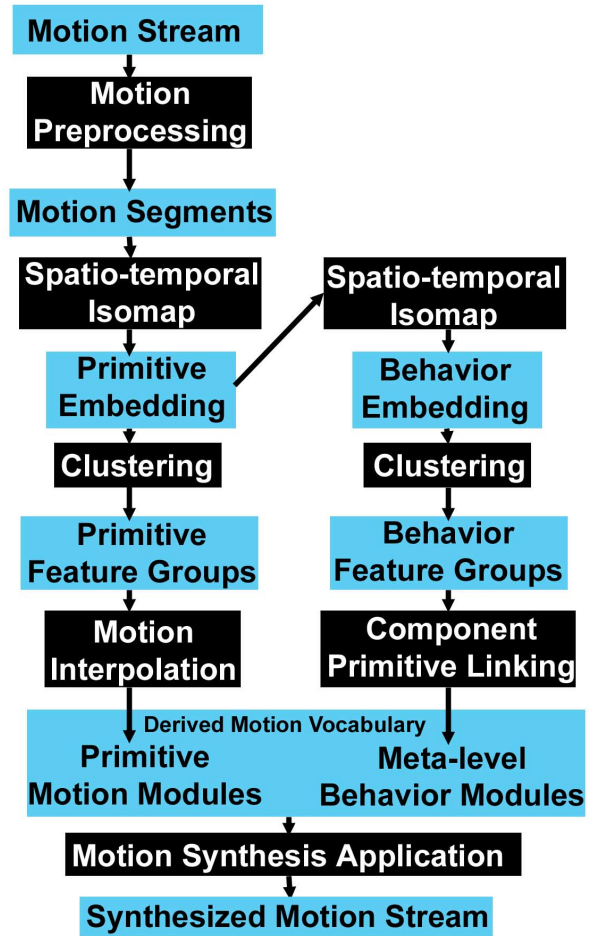 Motion Stream
Motion
Preprocessing
Motion Segments
Spatio-temporal
Isomap
Primitive
Embedding
Clustering
Primitive
Feature Groups
Motion
Interpolation
Spatio-temporal
Isomap
Behavior
Embedding
Clustering
Behavior
Feature Groups
Component
Primitive Linking
Derived Motion Vocabulary
Primitive
Motion Modules
Meta-level
Behavior Modules
Motion Synthesis Application
Synthesized Motion Stream